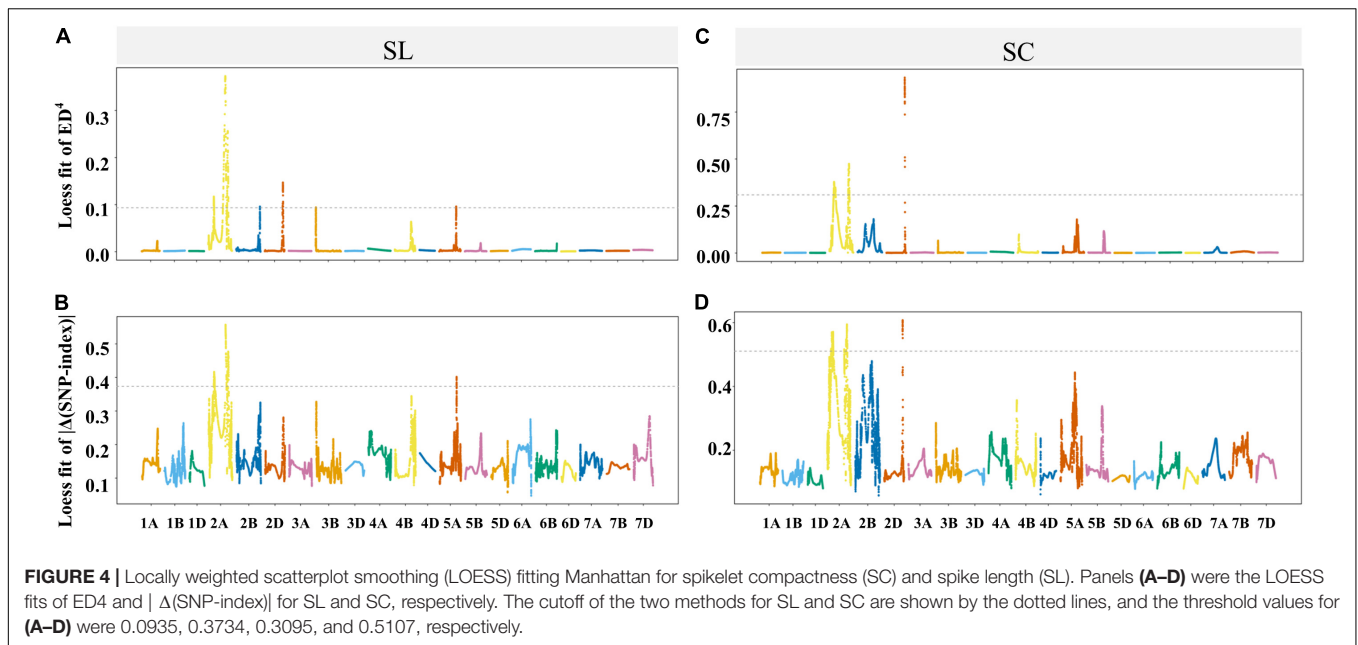 A
SL
Loess fit of ED⁴
0.3
0.2
0.1
0.0
C
SC
0.75
0.50
0.25
0.00
B
Loess fit of |Δ(SNP-index)|
0.5
0.4
0.3
0.2
0.1
1A 1B 1D 2A 2B 2D 3A 3B 3D 4A 4B 4D 5A 5B 5D 6A 6B 6D 7A 7B 7D
D
0.6
0.4
0.2
1A 1B 1D 2A 2B 2D 3A 3B 3D 4A 4B 4D 5A 5B 5D 6A 6B 6D 7A 7B 7D
FIGURE 4 | Locally weighted scatterplot smoothing (LOESS) fitting Manhattan for spikelet compactness (SC) and spike length (SL). Panels (A–D) were the LOESS
fits of ED4 and | Δ(SNP-index)| for SL and SC, respectively. The cutoff of the two methods for SL and SC are shown by the dotted lines, and the threshold values for
(A–D) were 0.0935, 0.3734, 0.3095, and 0.5107, respectively.